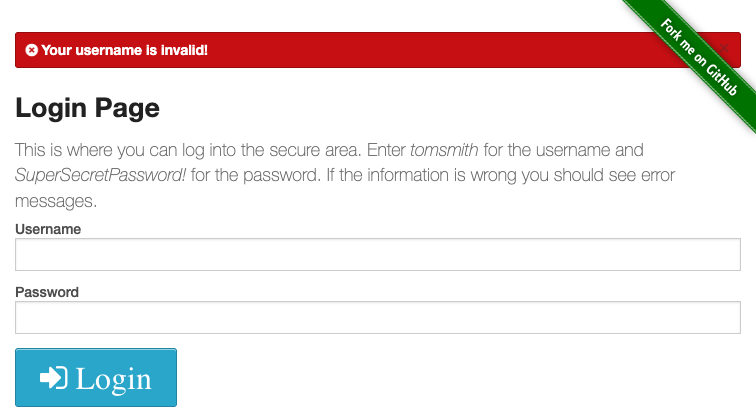 Your username is invalid!
Fork me on GitHub
Login Page
This is where you can log into the secure area. Enter tomsmith for the username and
SuperSecretPassword! for the password. If the information is wrong you should see error
messages.
Username
Password
Login